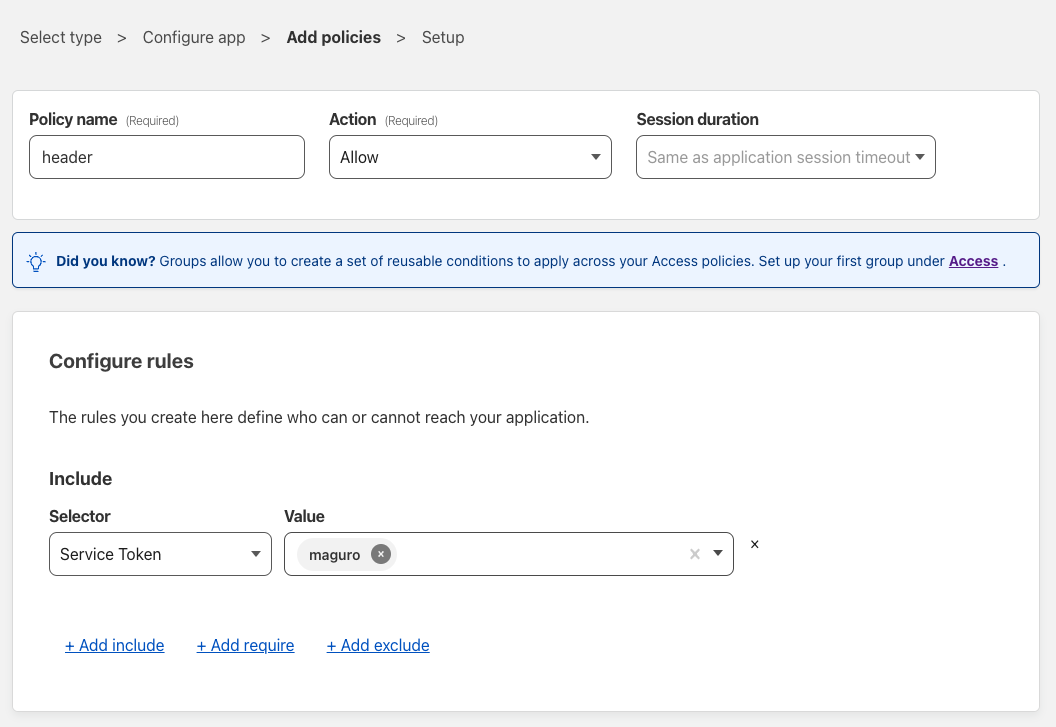 Select type > Configure app > Add policies > Setup
Policy name (Required) Action (Required) Session duration
header Allow Same as application session timeout
Did you know? Groups allow you to create a set of reusable conditions to apply across your Access policies. Set up your first group under Access .
Configure rules
The rules you create here define who can or cannot reach your application.
Include
Selector Value
Service Token maguro × × ×
+ Add include + Add require + Add exclude